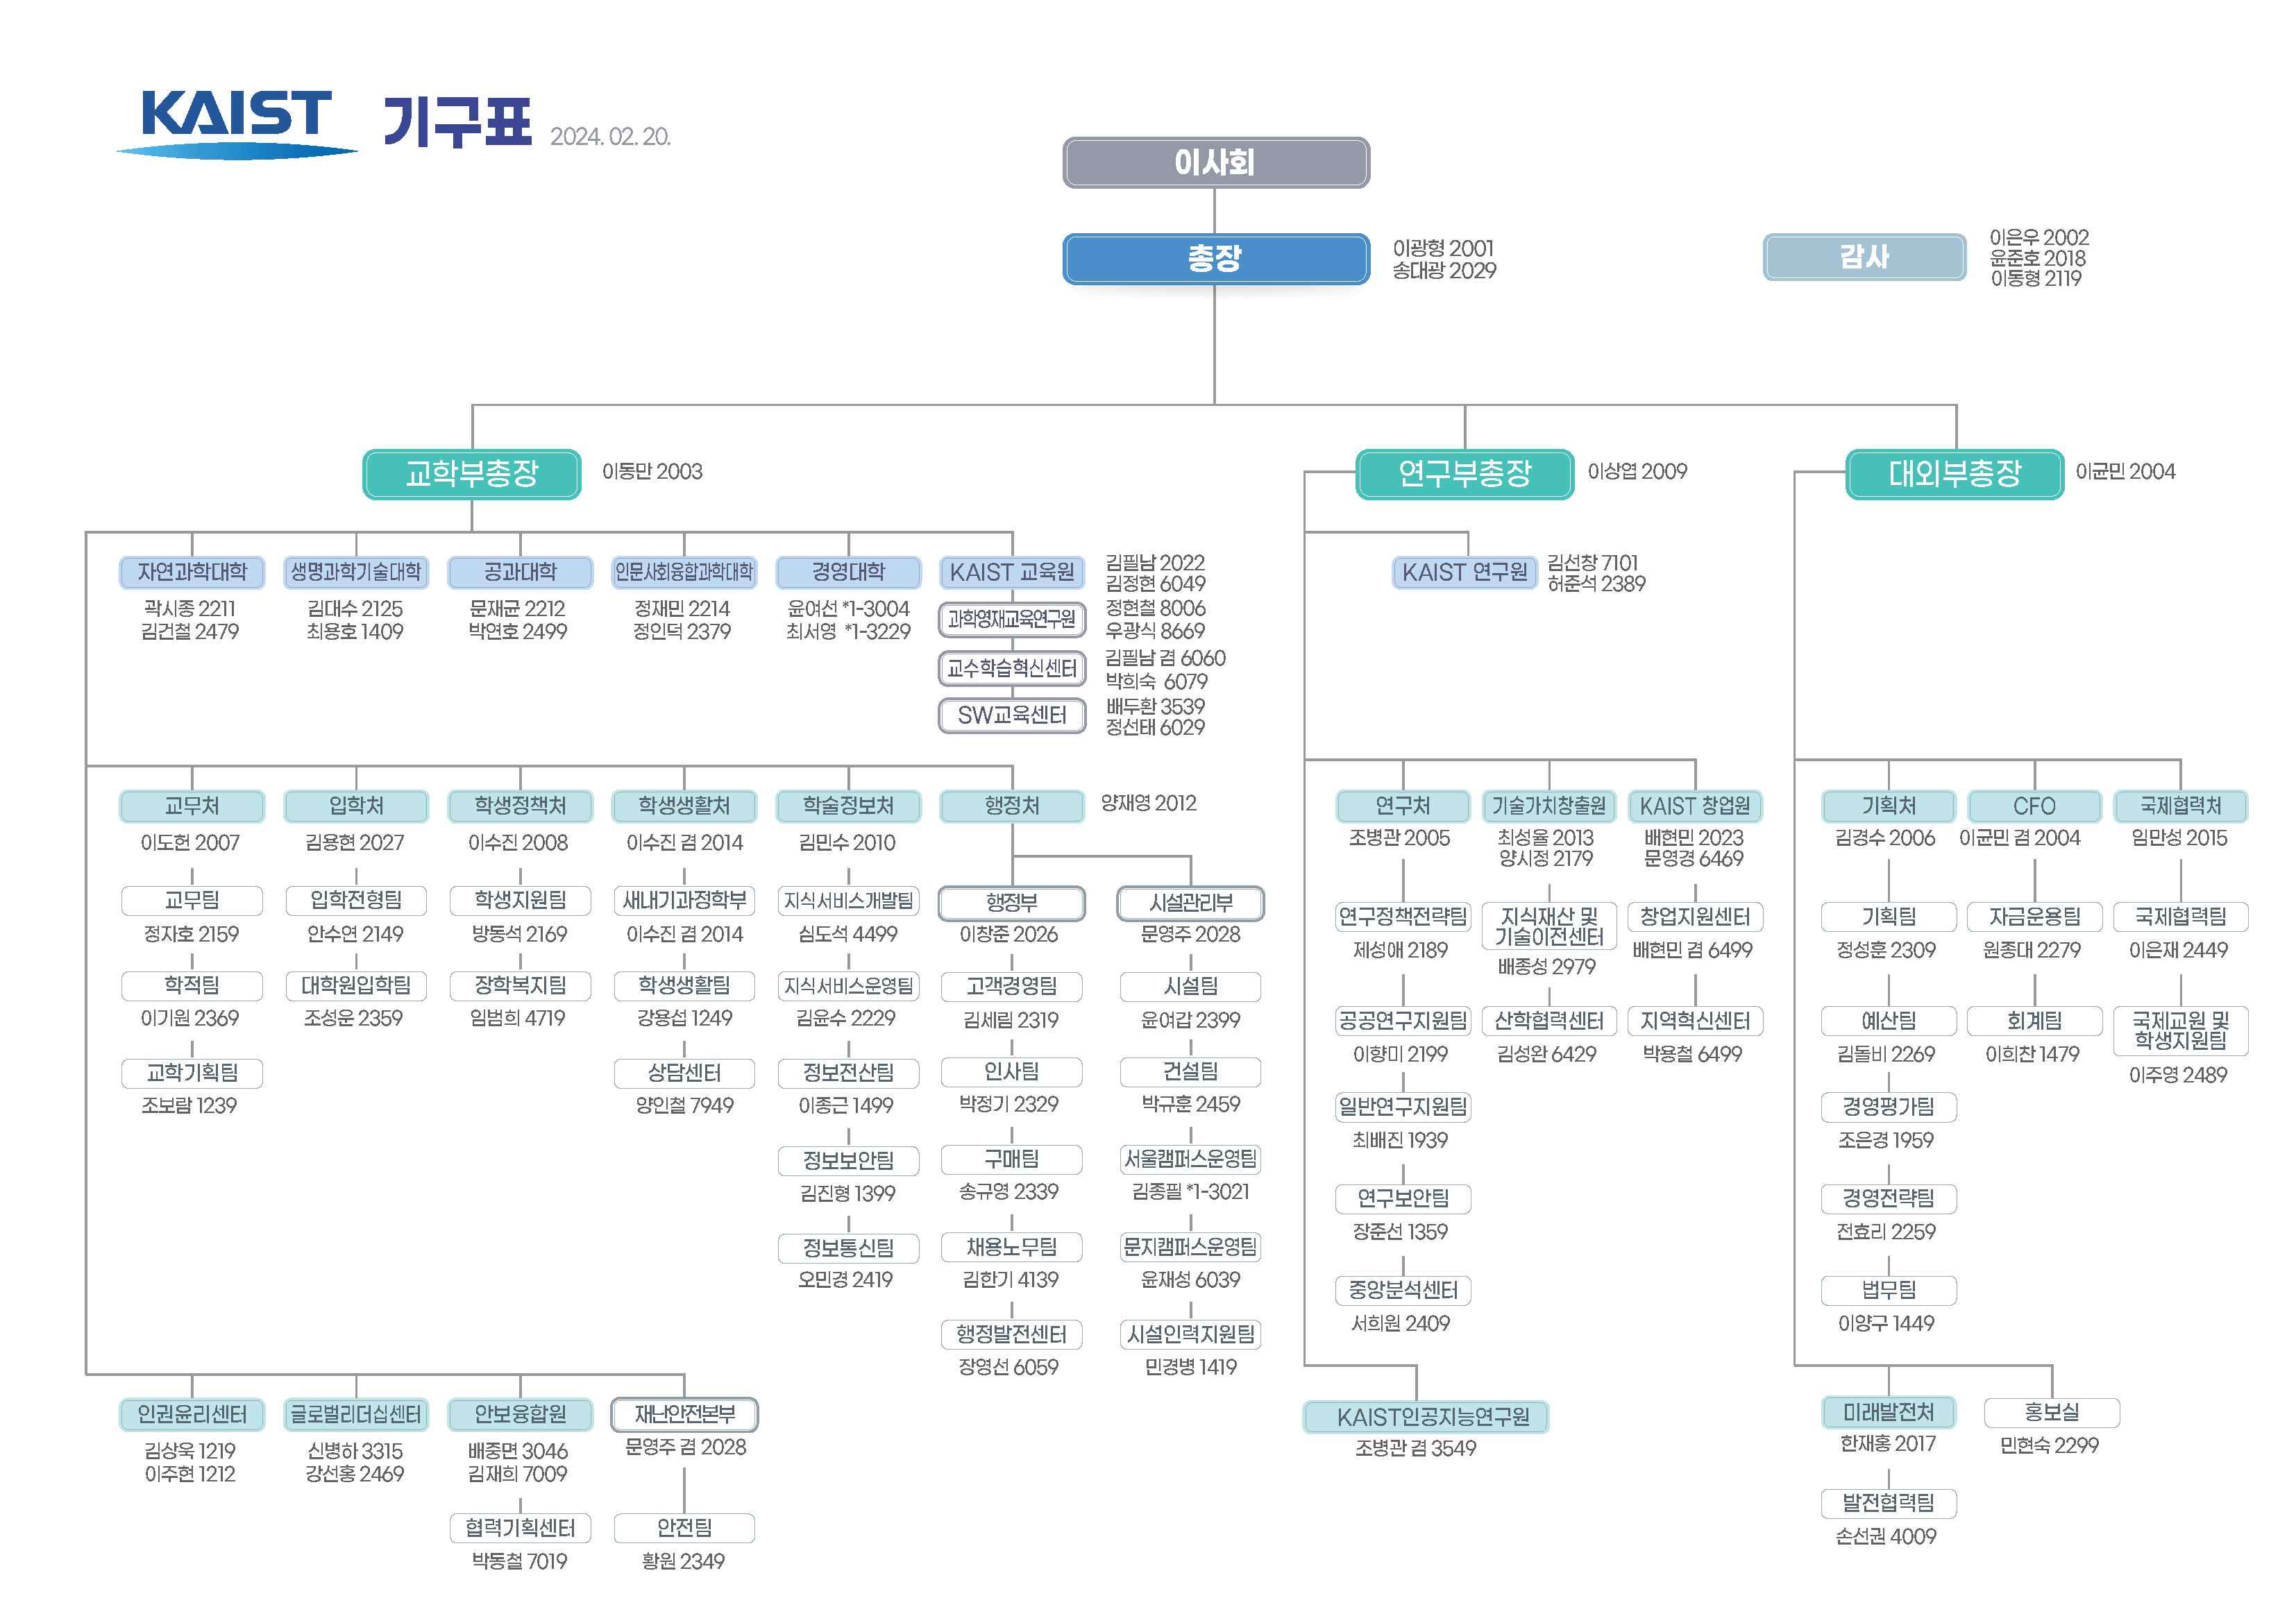 KAIST
기구표 2024. 02. 20.
이사회
총장
이광형 2001
송대광 2029
감사
이은우 2002
윤준호 2018
이동형 2119
교학부총장
이동만 2003
연구부총장
이상엽 2009
대외부총장
이균민 2004
자연과학대학
곽시종 2211
김건철 2479
생명과학기술대학
김대수 2125
최용호 1409
공과대학
문재균 2212
박연호 2499
인문사회융합과학대학
정재민 2214
정인덕 2379
경영대학
윤여선 *1-3004
최서영 *1-3229
KAIST 교육원
김필남 2022
김정현 6049
과학영재교육연구원
정현철 8006
우광식 8669
교수학습혁신센터
김필남 겸 6060
박희숙 6079
SW교육센터
배두환 3539
정선태 6029
KAIST 연구원
김선창 7101
허준석 2389
교무처
이도헌 2007
교무팀
정자호 2159
학적팀
이기원 2369
교학기획팀
조보람 1239
입학처
김용현 2027
입학전형팀
안수연 2149
대학원입학팀
조성운 2359
학생정책처
이수진 2008
학생지원팀
방동석 2169
장학복지팀
임범희 4719
학생생활처
이수진 겸 2014
새내기과정학부
이수진 겸 2014
학생생활팀
강용섭 1249
상담센터
양인철 7949
학술정보처
김민수 2010
지식서비스개발팀
심도석 4499
지식서비스운영팀
김윤수 2229
정보전산팀
이종근 1499
정보보안팀
김진형 1399
정보통신팀
오민경 2419
행정처
양재영 2012
행정부
이창준 2026
고객경영팀
김세림 2319
인사팀
박정기 2329
구매팀
송규영 2339
채용노무팀
김한기 4139
행정발전센터
장영선 6059
시설관리부
문영주 2028
시설팀
윤여갑 2399
건설팀
박규훈 2459
서울캠퍼스운영팀
김종필 *1-3021
문지캠퍼스운영팀
윤재성 6039
시설인력지원팀
민경병 1419
연구처
조병관 2005
연구정책전략팀
제성애 2189
공공연구지원팀
이향미 2199
일반연구지원팀
최배진 1939
연구보안팀
장준선 1359
중앙분석센터
서희원 2409
기술가치창출원
최성율 2013
양시정 2179
지식재산 및
기술이전센터
배종성 2979
산학협력센터
김성완 6429
KAIST 창업원
배현민 2023
문영경 6469
창업지원센터
배현민 겸 6499
지역혁신센터
박용철 6499
기획처
김경수 2006
기획팀
정성훈 2309
예산팀
김돌비 2269
경영평가팀
조은경 1959
경영전략팀
전효리 2259
법무팀
이양구 1449
CFO
이균민 겸 2004
자금운용팀
원종대 2279
회계팀
이희찬 1479
국제협력처
임만성 2015
국제협력팀
이은재 2449
국제교원 및
학생지원팀
이주영 2489
인권윤리센터
김상욱 1219
이주현 1212
글로벌리더십센터
신병하 3315
강선홍 2469
안보융합원
배중면 3046
김재희 7009
협력기획센터
박동철 7019
재난안전본부
문영주 겸 2028
안전팀
황원 2349
KAIST인공지능연구원
조병관 겸 3549
미래발전처
한재홍 2017
발전협력팀
손선권 4009
홍보실
민현숙 2299